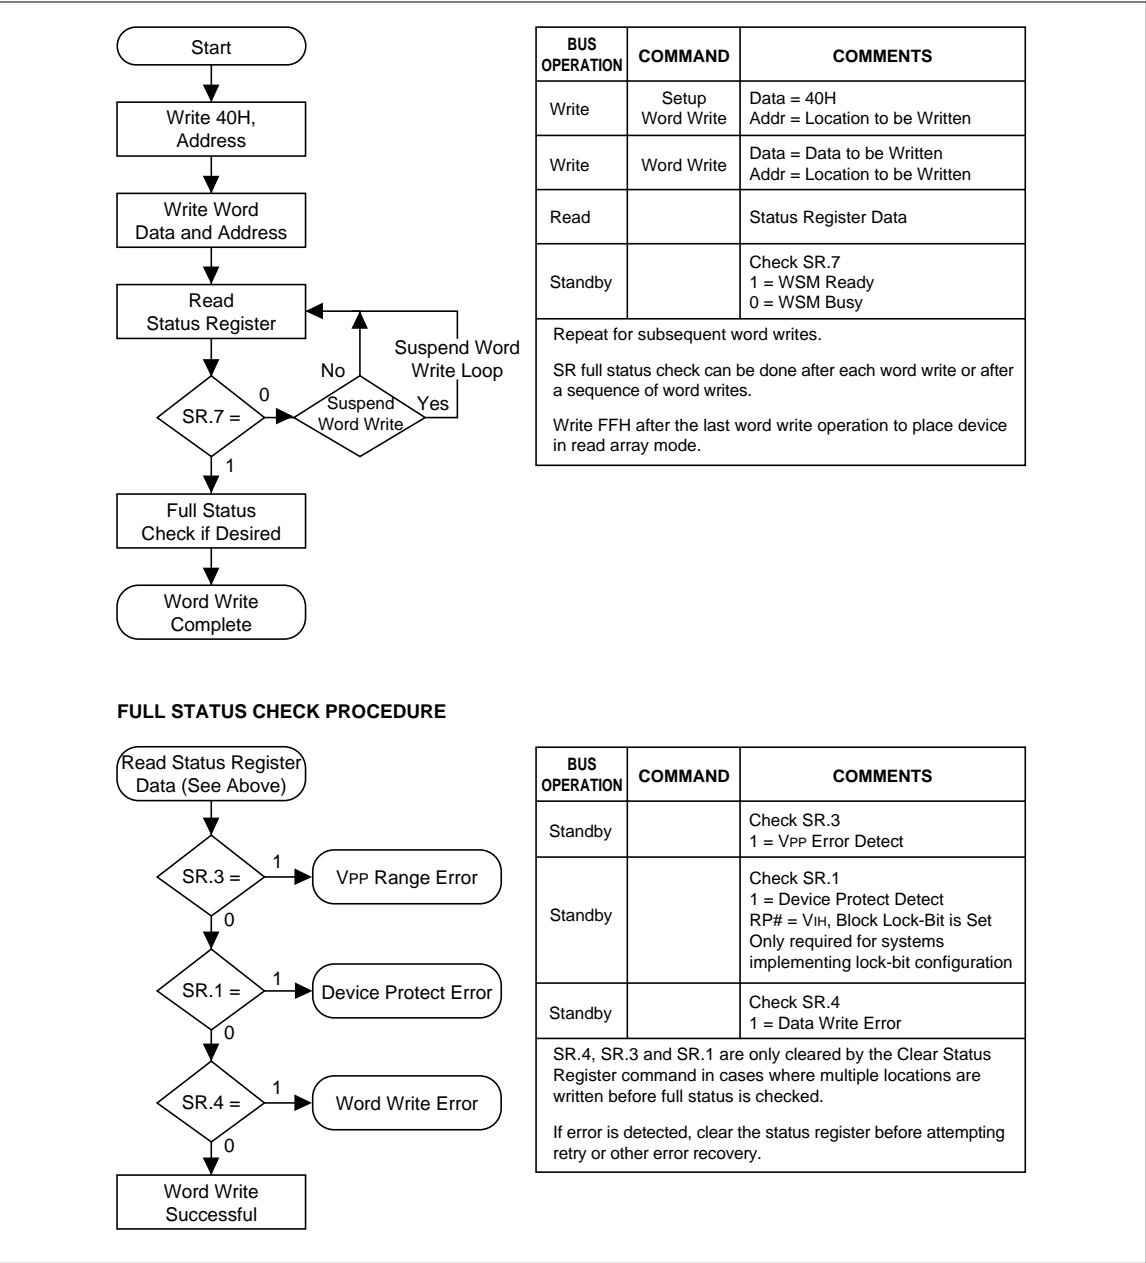 Start
Write 40H,
Address
Write Word
Data and Address
Read
Status Register
Suspend Word
Write Loop
No
SR.7 =
0
Suspend
Word Write
Yes
1
Full Status
Check if Desired
Word Write
Complete
BUS
OPERATION
COMMAND
COMMENTS
Write
Setup
Word Write
Data = 40H
Addr = Location to be Written
Write
Word Write
Data = Data to be Written
Addr = Location to be Written
Read
Status Register Data
Standby
Check SR.7
1 = WSM Ready
0 = WSM Busy
Repeat for subsequent word writes.
SR full status check can be done after each word write or after
a sequence of word writes.
Write FFH after the last word write operation to place device
in read array mode.
FULL STATUS CHECK PROCEDURE
Read Status Register
Data (See Above)
SR.3 =
1
VPP Range Error
0
SR.1 =
1
Device Protect Error
0
SR.4 =
1
Word Write Error
0
Word Write
Successful
BUS
OPERATION
COMMAND
COMMENTS
Standby
Check SR.3
1 = VPP Error Detect
Standby
Check SR.1
1 = Device Protect Detect
RP# = VIH, Block Lock-Bit is Set
Only required for systems
implementing lock-bit configuration
Standby
Check SR.4
1 = Data Write Error
SR.4, SR.3 and SR.1 are only cleared by the Clear Status
Register command in cases where multiple locations are
written before full status is checked.
If error is detected, clear the status register before attempting
retry or other error recovery.